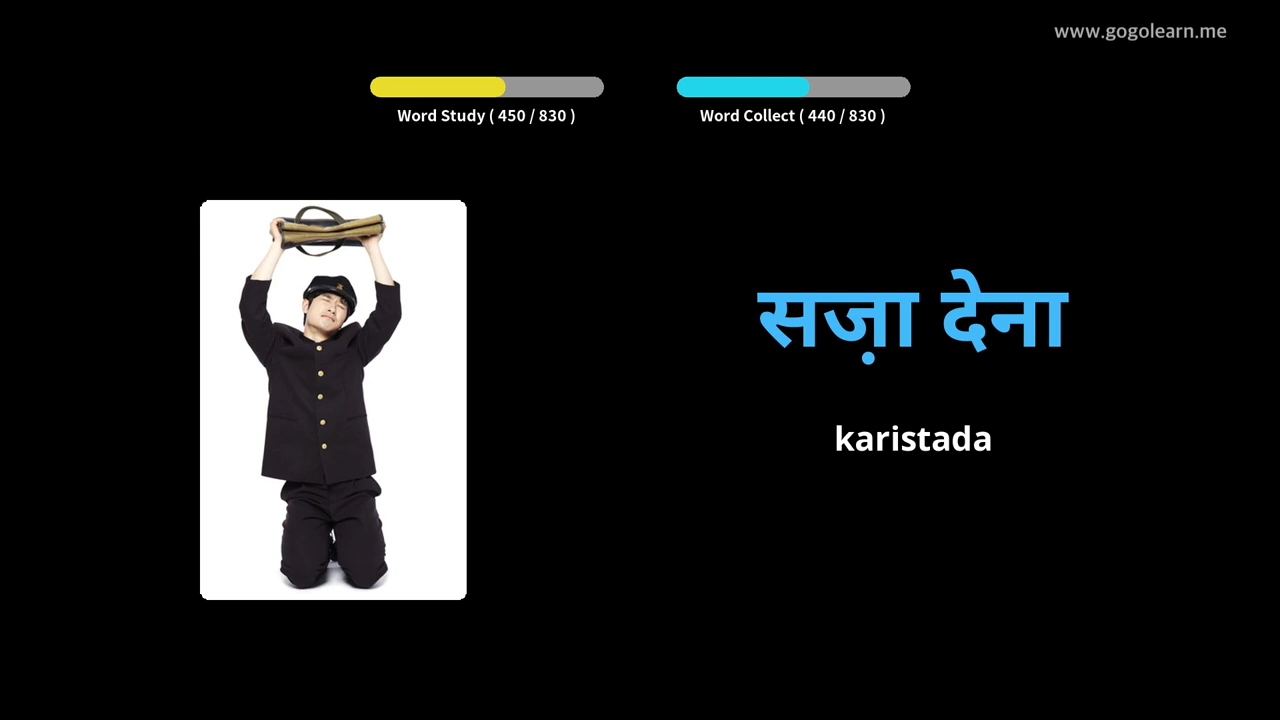 www.gogolearn.me
Word Study ( 450 / 830 )
Word Collect ( 440 / 830 )
सज़ा देना
karistada